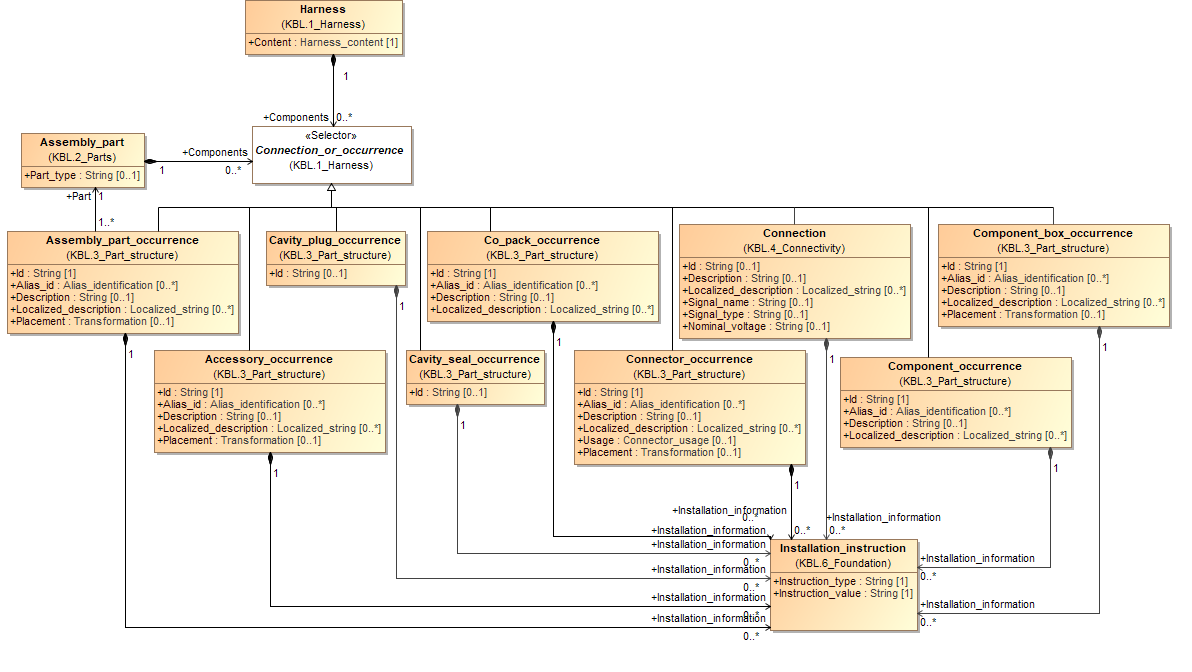 Harness
(KBL.1_Harness)
+Content : Harness_content [1]
1
+Components
0..*
«Selector»
Connection_or_occurrence
(KBL.1_Harness)
Assembly_part
(KBL.2_Parts)
+Part_type : String [0..1]
1
+Components
0..*
+Part
1
1..*
Assembly_part_occurrence
(KBL.3_Part_structure)
+Id : String [1]
+Alias_id : Alias_identification [0..*]
+Description : String [0..1]
+Localized_description : Localized_string [0..*]
+Placement : Transformation [0..1]
1
Cavity_plug_occurrence
(KBL.3_Part_structure)
+Id : String [0..1]
1
Co_pack_occurrence
(KBL.3_Part_structure)
+Id : String [1]
+Alias_id : Alias_identification [0..*]
+Description : String [0..1]
+Localized_description : Localized_string [0..*]
1
Connection
(KBL.4_Connectivity)
+Id : String [0..1]
+Description : String [0..1]
+Localized_description : Localized_string [0..*]
+Signal_name : String [0..1]
+Signal_type : String [0..1]
+Nominal_voltage : String [0..1]
1
Component_box_occurrence
(KBL.3_Part_structure)
+Id : String [1]
+Alias_id : Alias_identification [0..*]
+Description : String [0..1]
+Localized_description : Localized_string [0..*]
+Placement : Transformation [0..1]
1
Accessory_occurrence
(KBL.3_Part_structure)
+Id : String [1]
+Alias_id : Alias_identification [0..*]
+Description : String [0..1]
+Localized_description : Localized_string [0..*]
+Placement : Transformation [0..1]
1
Cavity_seal_occurrence
(KBL.3_Part_structure)
+Id : String [0..1]
1
Connector_occurrence
(KBL.3_Part_structure)
+Id : String [1]
+Alias_id : Alias_identification [0..*]
+Description : String [0..1]
+Localized_description : Localized_string [0..*]
+Usage : Connector_usage [0..1]
+Placement : Transformation [0..1]
1
Component_occurrence
(KBL.3_Part_structure)
+Id : String [1]
+Alias_id : Alias_identification [0..*]
+Description : String [0..1]
+Localized_description : Localized_string [0..*]
1
+Installation_information
0..*
+Installation_information
0..*
+Installation_information
0..*
+Installation_information
0..*
+Installation_information
0..*
+Installation_information
0..*
+Installation_information
0..*
Installation_instruction
(KBL.6_Foundation)
+Instruction_type : String [1]
+Instruction_value : String [1]
+Installation_information
0..*
+Installation_information
0..*